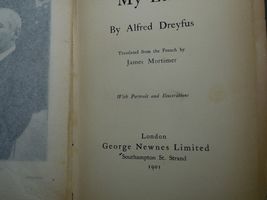 My L
By Alfred Dreyfus
Translated from the French by
James Mortimer
With Portrait and Illustrations
London
George Newnes Limited
Southampton St. Strand
1901